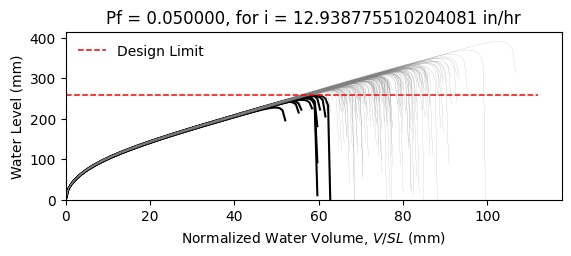 Pf = 0.050000, for i = 12.938775510204081 in/hr
Design Limit
Water Level (mm)
400
300
200
100
0
0 20 40 60 80 100
Normalized Water Volume, V/SL (mm)